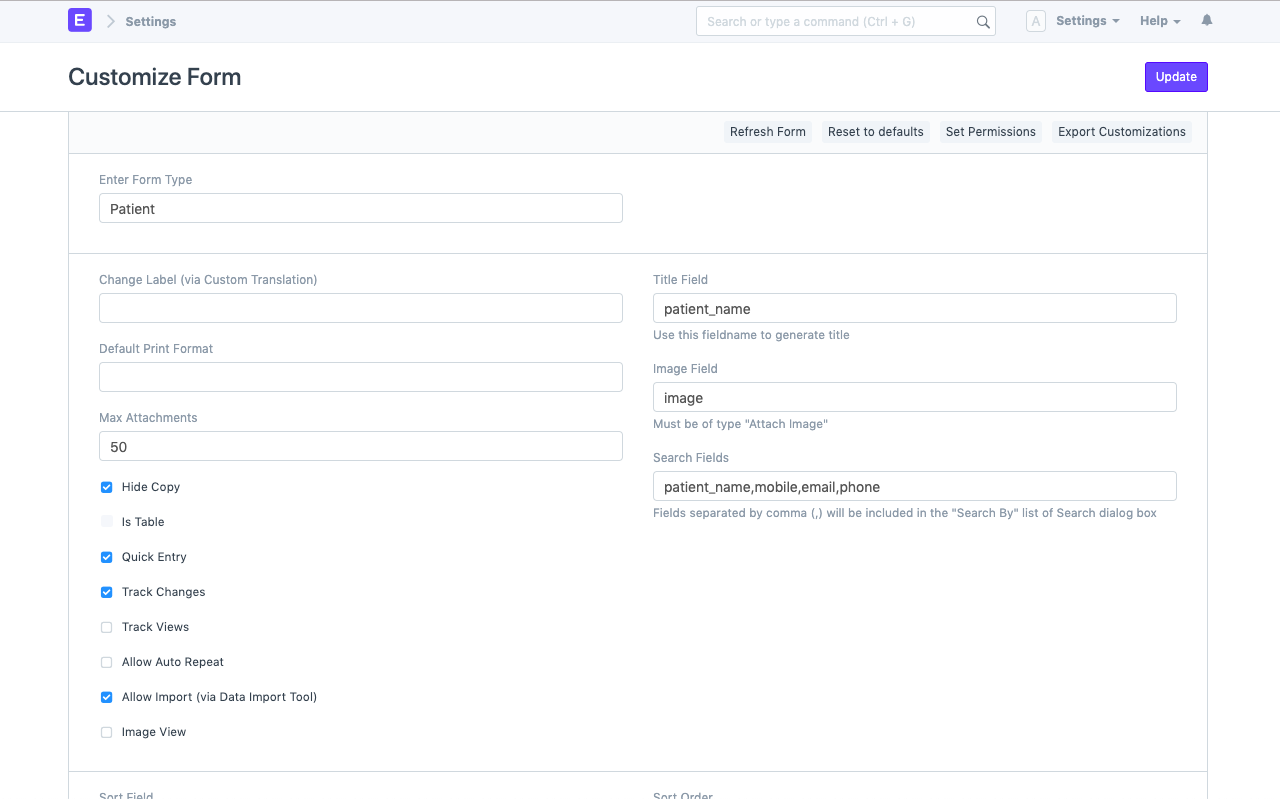 E
Settings
Search or type a command (Ctrl + G)
A
Settings
Help
Customize Form
Update
Refresh Form
Reset to defaults
Set Permissions
Export Customizations
Enter Form Type
Patient
Change Label (via Custom Translation)
Default Print Format
Max Attachments
50
Hide Copy
Is Table
Quick Entry
Track Changes
Track Views
Allow Auto Repeat
Allow Import (via Data Import Tool)
Image View
Title Field
patient_name
Use this fieldname to generate title
Image Field
image
Must be of type "Attach Image"
Search Fields
patient_name,mobile,email,phone
Fields separated by comma (,) will be included in the "Search By" list of Search dialog box
Sort Field
Sort Order